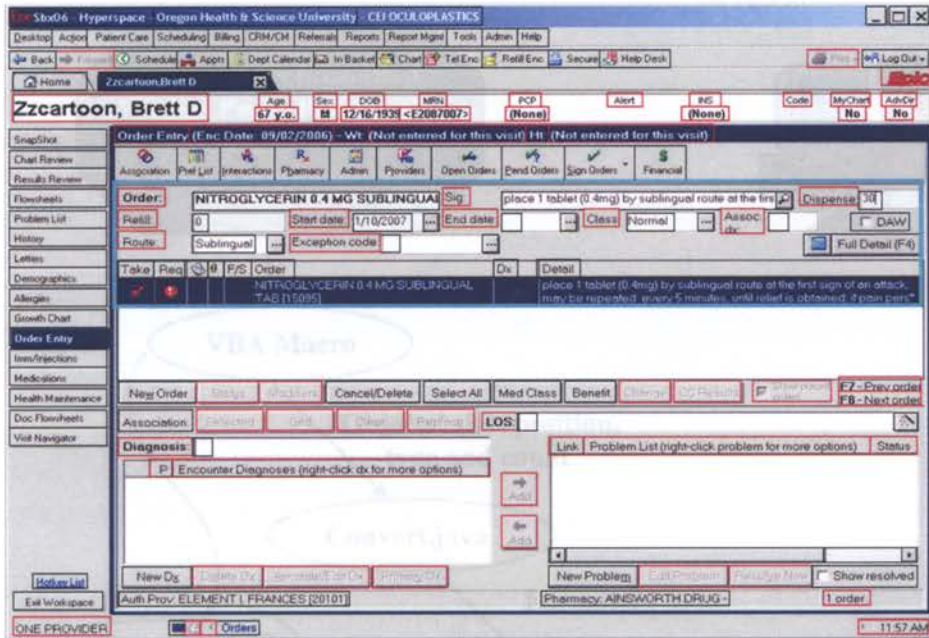 Sbx06 - Hyperspace - Oregon Health & Science University - CEI OCULOPLASTICS
Desktop Action Patient Care Scheduling Billing CRM/CM Referrals Reports Report Mgmt Tools Admin Help
Back Schedule Appts Dept Calendar In Basket Chart Tel Enc Refill Enc Secure Help Desk Print Log Out
Home Zzcartoon,Brett D
Epic
Zzcartoon, Brett D
Age Sex DOB MRN PCP Alert INS Code MyChart AdvDir
67 y.o. M 12/16/1939 <E2087007> (None) (None) No No
Order Entry (Enc Date: 09/02/2006) - Wt: (Not entered for this visit) Ht: (Not entered for this visit)
SnapShot
Chart Review
Results Review
Flowsheets
Problem List
History
Letters
Demographics
Allergies
Growth Chart
Order Entry
Imm/Injections
Medications
Health Maintenance
Doc Flowsheets
Visit Navigator
Hotkey List
Exit Workspace
Association Pref List Interactions Pharmacy Admin Providers Open Orders Pend Orders Sign Orders Financial
Order: NITROGLYCERIN 0.4 MG SUBLINGUAL Sig: place 1 tablet (0.4mg) by sublingual route at the firs Dispense: 30
Refill: 0 Start date: 1/10/2007 ... End date: ... Class: Normal ... Assoc dx: DAW
Route: Sublingual ... Exception code: ... Full Detail (F4)
Take Req F/S Order Dx Detail
NITROGLYCERIN 0.4 MG SUBLINGUAL TAB [15095] place 1 tablet (0.4mg) by sublingual route at the first sign of an attack,
may be repeated every 5 minutes, until relief is obtained; if pain pers*
VBA Macro
New Order Status Cancel/Delete Select All Med Class Benefit F7 - Prev order
F8 - Next order
Association LOS:
Diagnosis:
P Encounter Diagnoses (right-click dx for more options)
Link Problem List (right-click problem for more options) Status
Add
Add
Convert.java
New Dx Delete Dx Primary Dx New Problem Edit Problem Resolve Now Show resolved
Auth Prov: ELEMENT I, FRANCES [20101] Pharmacy: AINSWORTH DRUG - 1 order
ONE PROVIDER Orders 11:57 AM